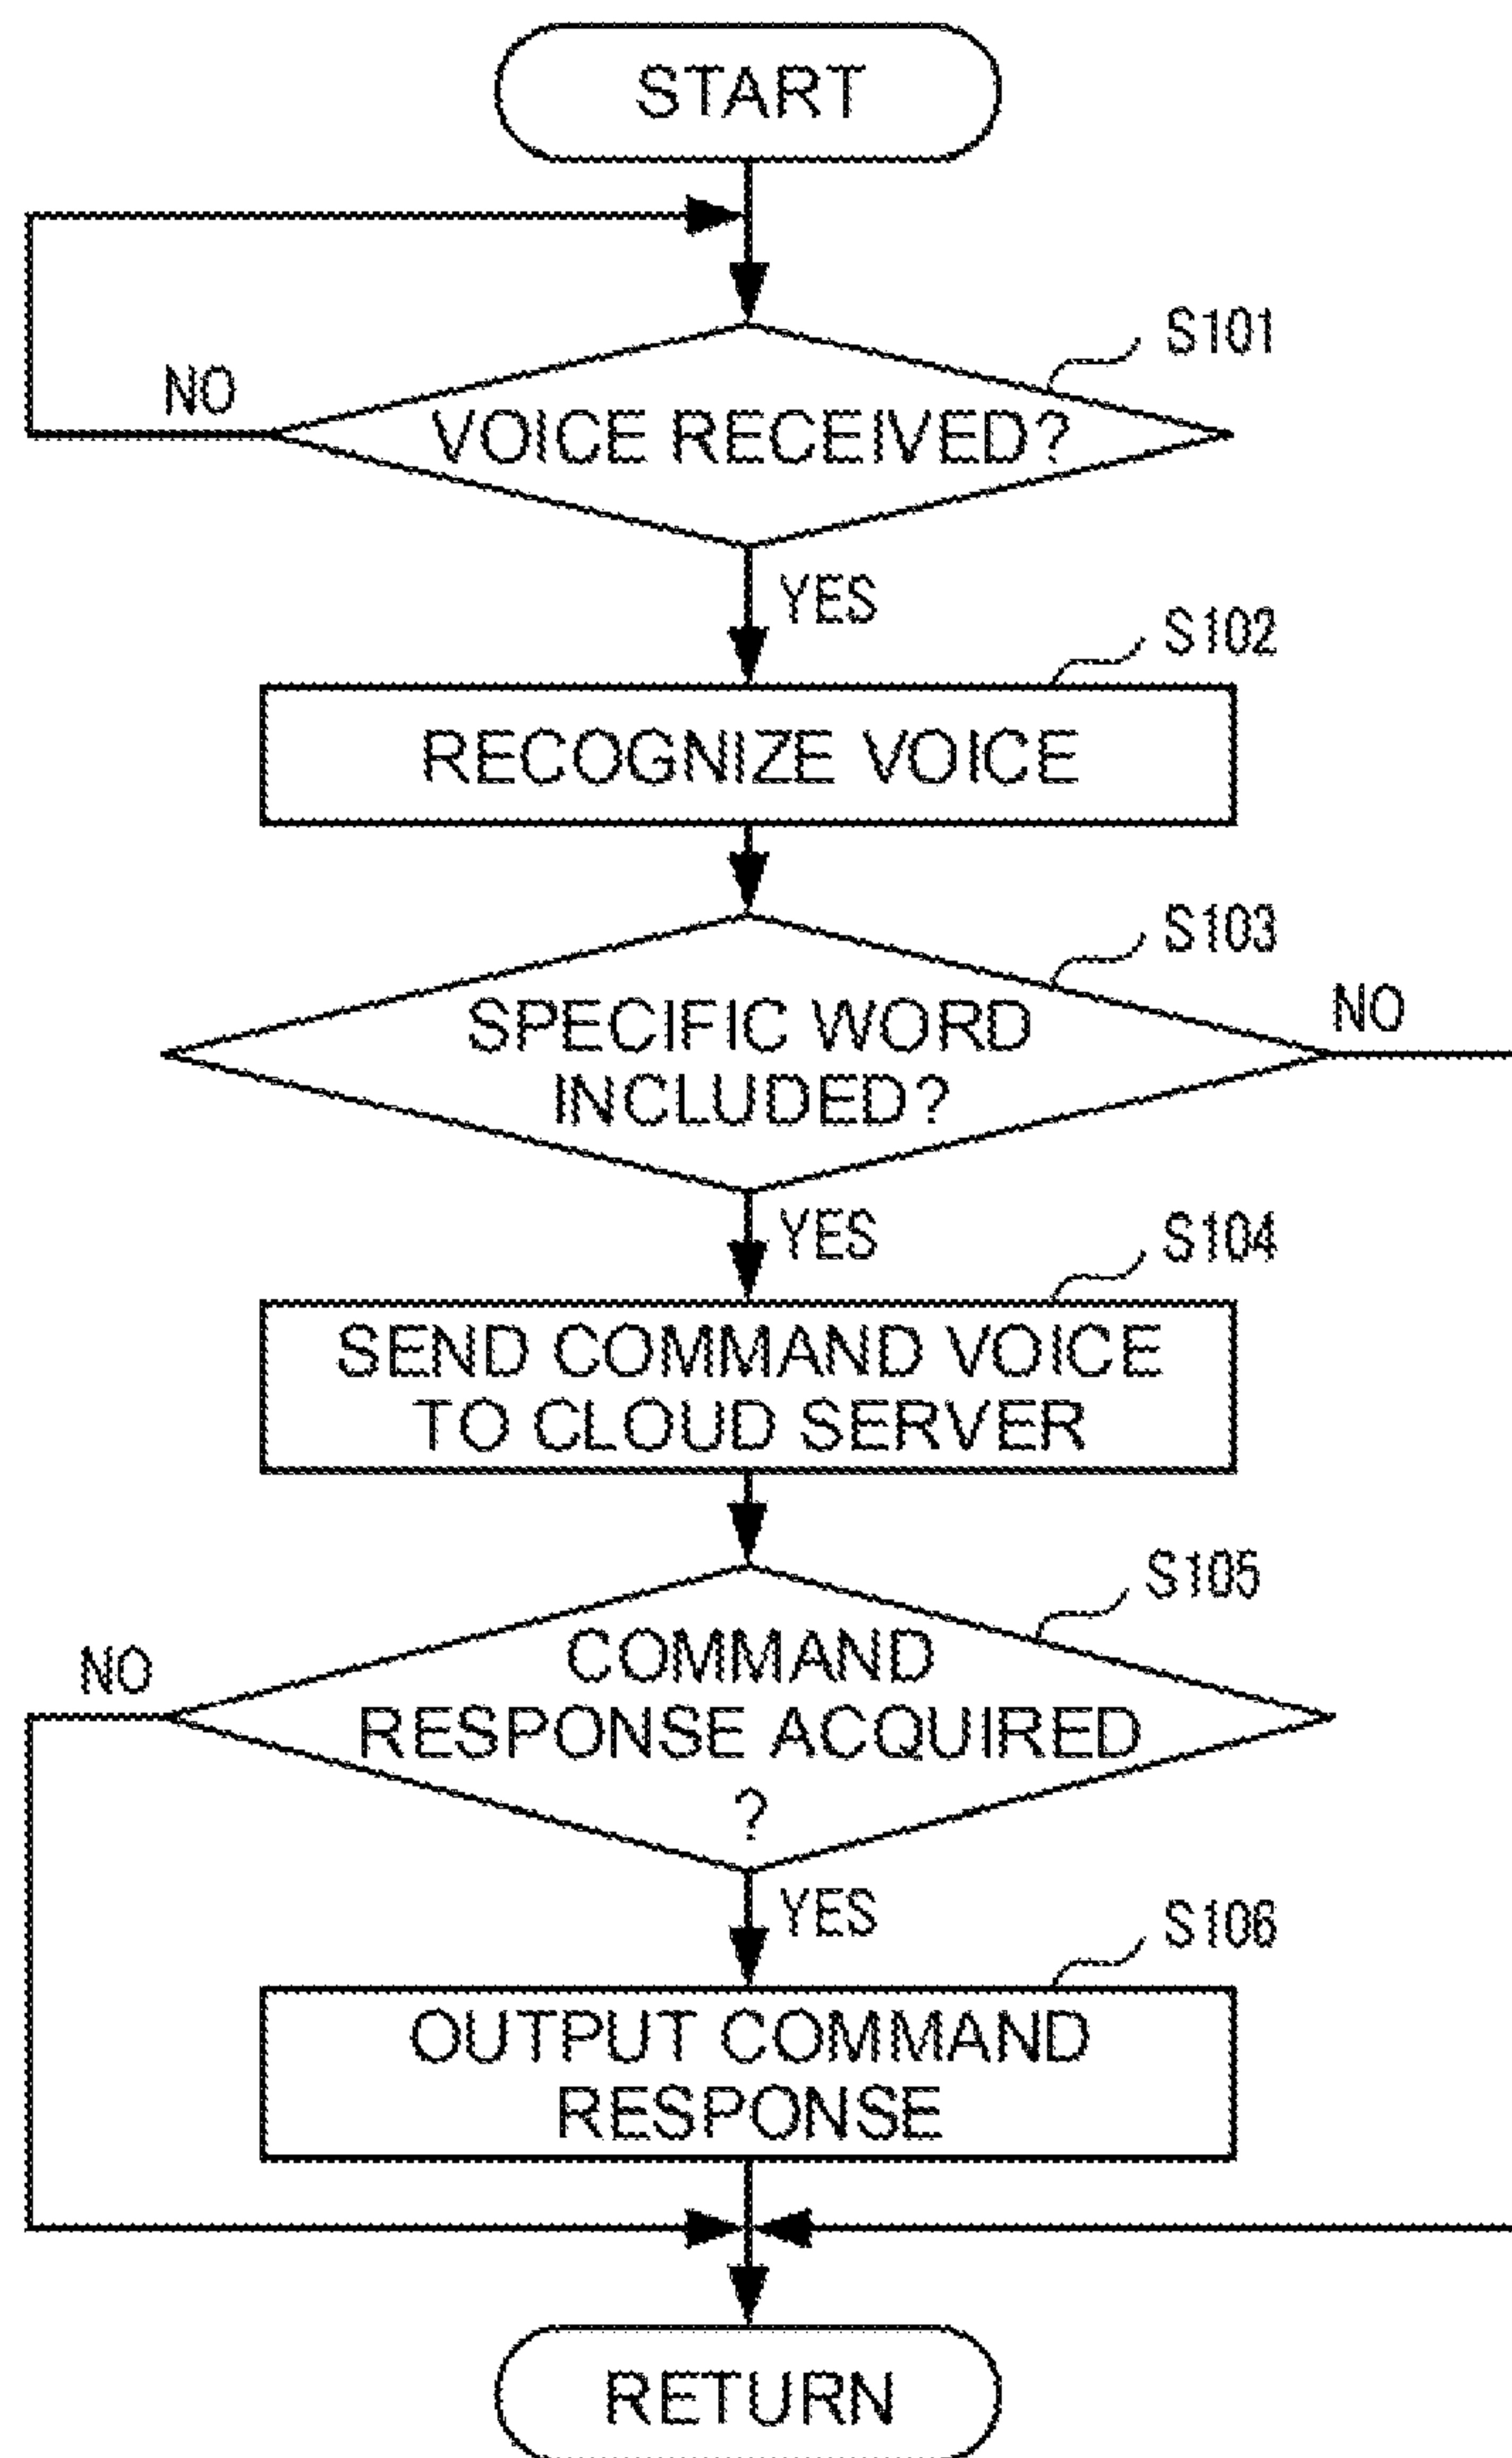 START
S101
NO
VOICE RECEIVED?
YES
S102
RECOGNIZE VOICE
S103
NO
SPECIFIC WORD
INCLUDED?
YES
S104
SEND COMMAND VOICE
TO CLOUD SERVER
S105
NO
COMMAND
RESPONSE ACQUIRED
?
YES
S106
OUTPUT COMMAND
RESPONSE
RETURN